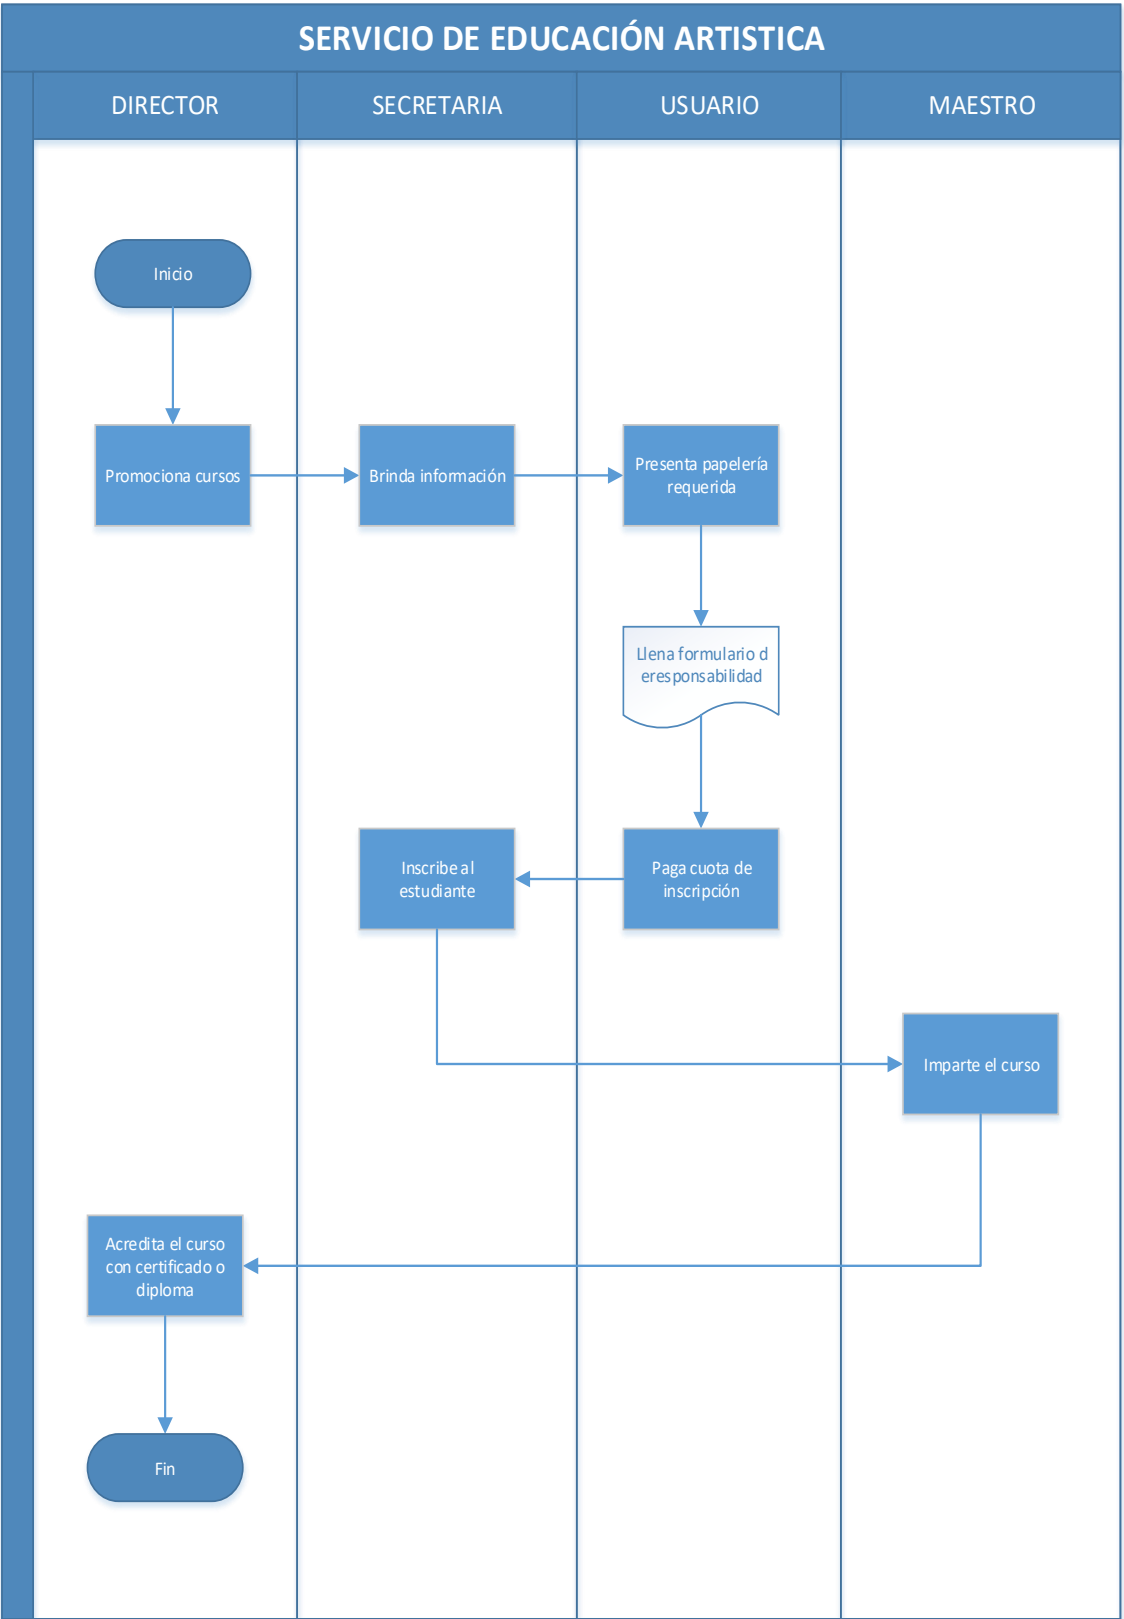 SERVICIO DE EDUCACIÓN ARTISTICA
DIRECTOR
SECRETARIA
USUARIO
MAESTRO
Inicio
Promociona cursos
Brinda información
Presenta papelería
requerida
Llena formulario d
eresponsabilidad
Paga cuota de
inscripción
Inscribe al
estudiante
Imparte el curso
Acredita el curso
con certificado o
diploma
Fin